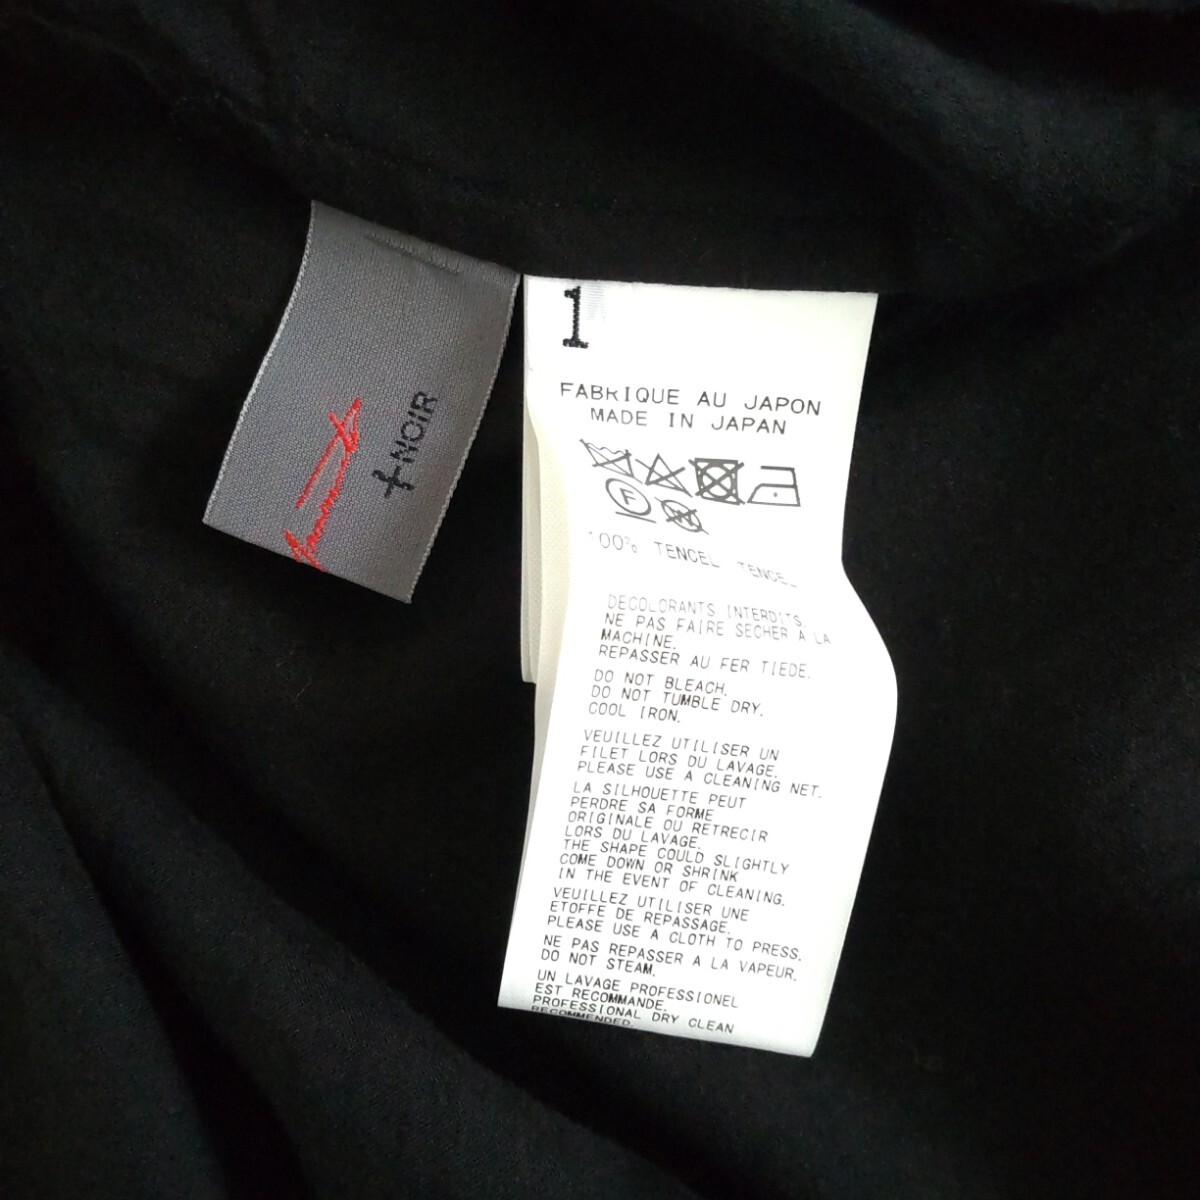 +NOIR
1
FABRIQUE AU JAPON
MADE IN JAPAN
F
W
100% TENCEL TENCEL
DECOLORANTS INTERDITS.
NE PAS FAIRE SECHER A LA
MACHINE.
REPASSER AU FER TIEDE.
DO NOT BLEACH.
DO NOT TUMBLE DRY.
COOL IRON.
VEUILLEZ UTILISER UN
FILET LORS DU LAVAGE.
PLEASE USE A CLEANING NET.
LA SILHOUETTE PEUT
PERDRE SA FORME
ORIGINALE OU RETRECIR
LORS DU LAVAGE.
THE SHAPE COULD SLIGHTLY
COME DOWN OR SHRINK
IN THE EVENT OF CLEANING.
VEUILLEZ UTILISER UNE
ETOFFE DE REPASSAGE.
PLEASE USE A CLOTH TO PRESS.
NE PAS REPASSER A LA VAPEUR.
DO NOT STEAM.
UN LAVAGE PROFESSIONEL
EST RECOMMANDE.
PROFESSIONAL DRY CLEAN
RECOMMENDED.